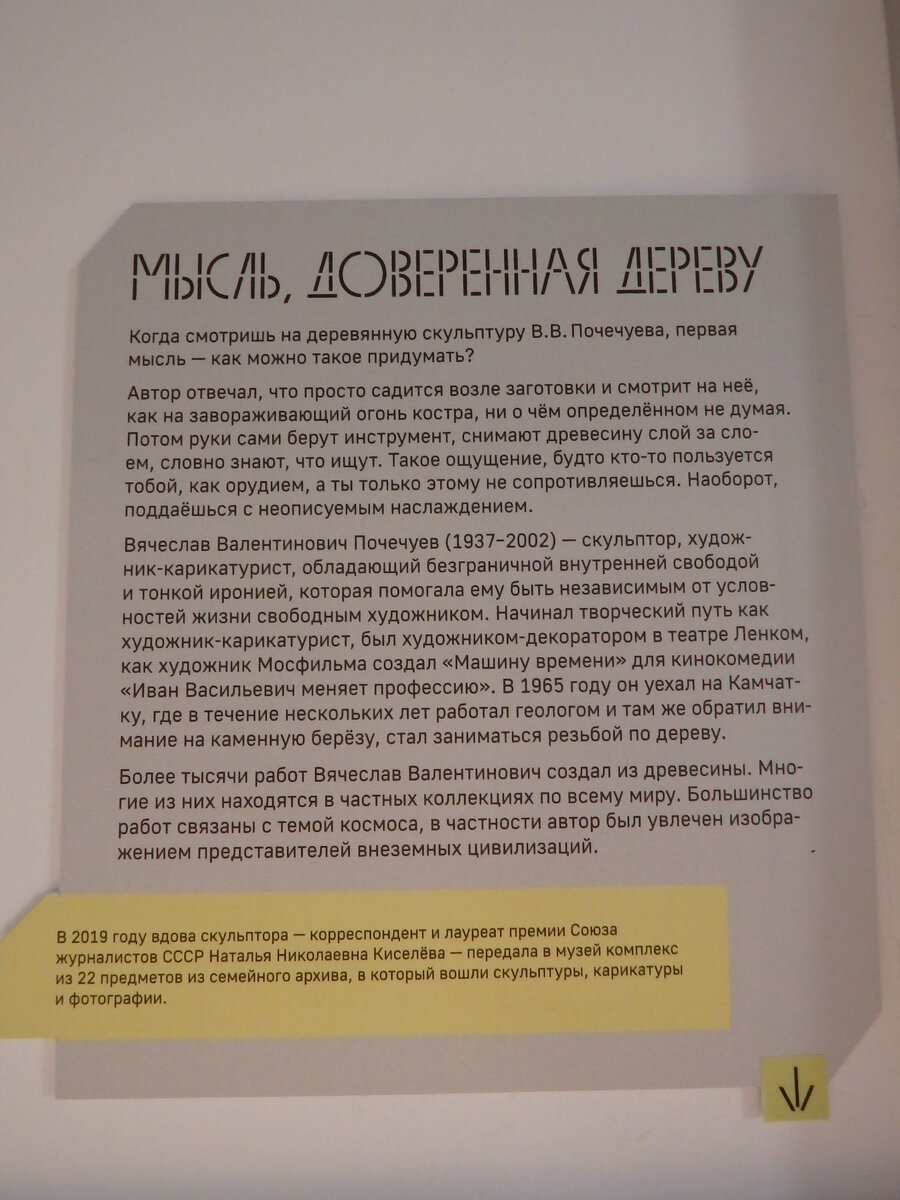 МЫСЛЬ, ДОВЕРЕННАЯ ДЕРЕВУ
Когда смотришь на деревянную скульптуру В.В. Почечуева, первая
мысль — как можно такое придумать?
Автор отвечал, что просто садится возле заготовки и смотрит на неё,
как на завораживающий огонь костра, ни о чём определённом не думая.
Потом руки сами берут инструмент, снимают древесину слой за сло-
ем, словно знают, что ищут. Такое ощущение, будто кто-то пользуется
тобой, как орудием, а ты только этому не сопротивляешься. Наоборот,
поддаёшься с неописуемым наслаждением.
Вячеслав Валентинович Почечуев (1937–2002) — скульптор, худож-
ник-карикатурист, обладающий безграничной внутренней свободой
и тонкой иронией, которая помогала ему быть независимым от услов-
ностей жизни свободным художником. Начинал творческий путь как
художник-карикатурист, был художником-декоратором в театре Ленком,
как художник Мосфильма создал «Машину времени» для кинокомедии
«Иван Васильевич меняет профессию». В 1965 году он уехал на Камчат-
ку, где в течение нескольких лет работал геологом и там же обратил вни-
мание на каменную берёзу, стал заниматься резьбой по дереву.
Более тысячи работ Вячеслав Валентинович создал из древесины. Мно-
гие из них находятся в частных коллекциях по всему миру. Большинство
работ связаны с темой космоса, в частности автор был увлечен изобра-
жением представителей внеземных цивилизаций.
В 2019 году вдова скульптора — корреспондент и лауреат премии Союза
журналистов СССР Наталья Николаевна Киселёва — передала в музей комплекс
из 22 предметов из семейного архива, в который вошли скульптуры, карикатуры
и фотографии.